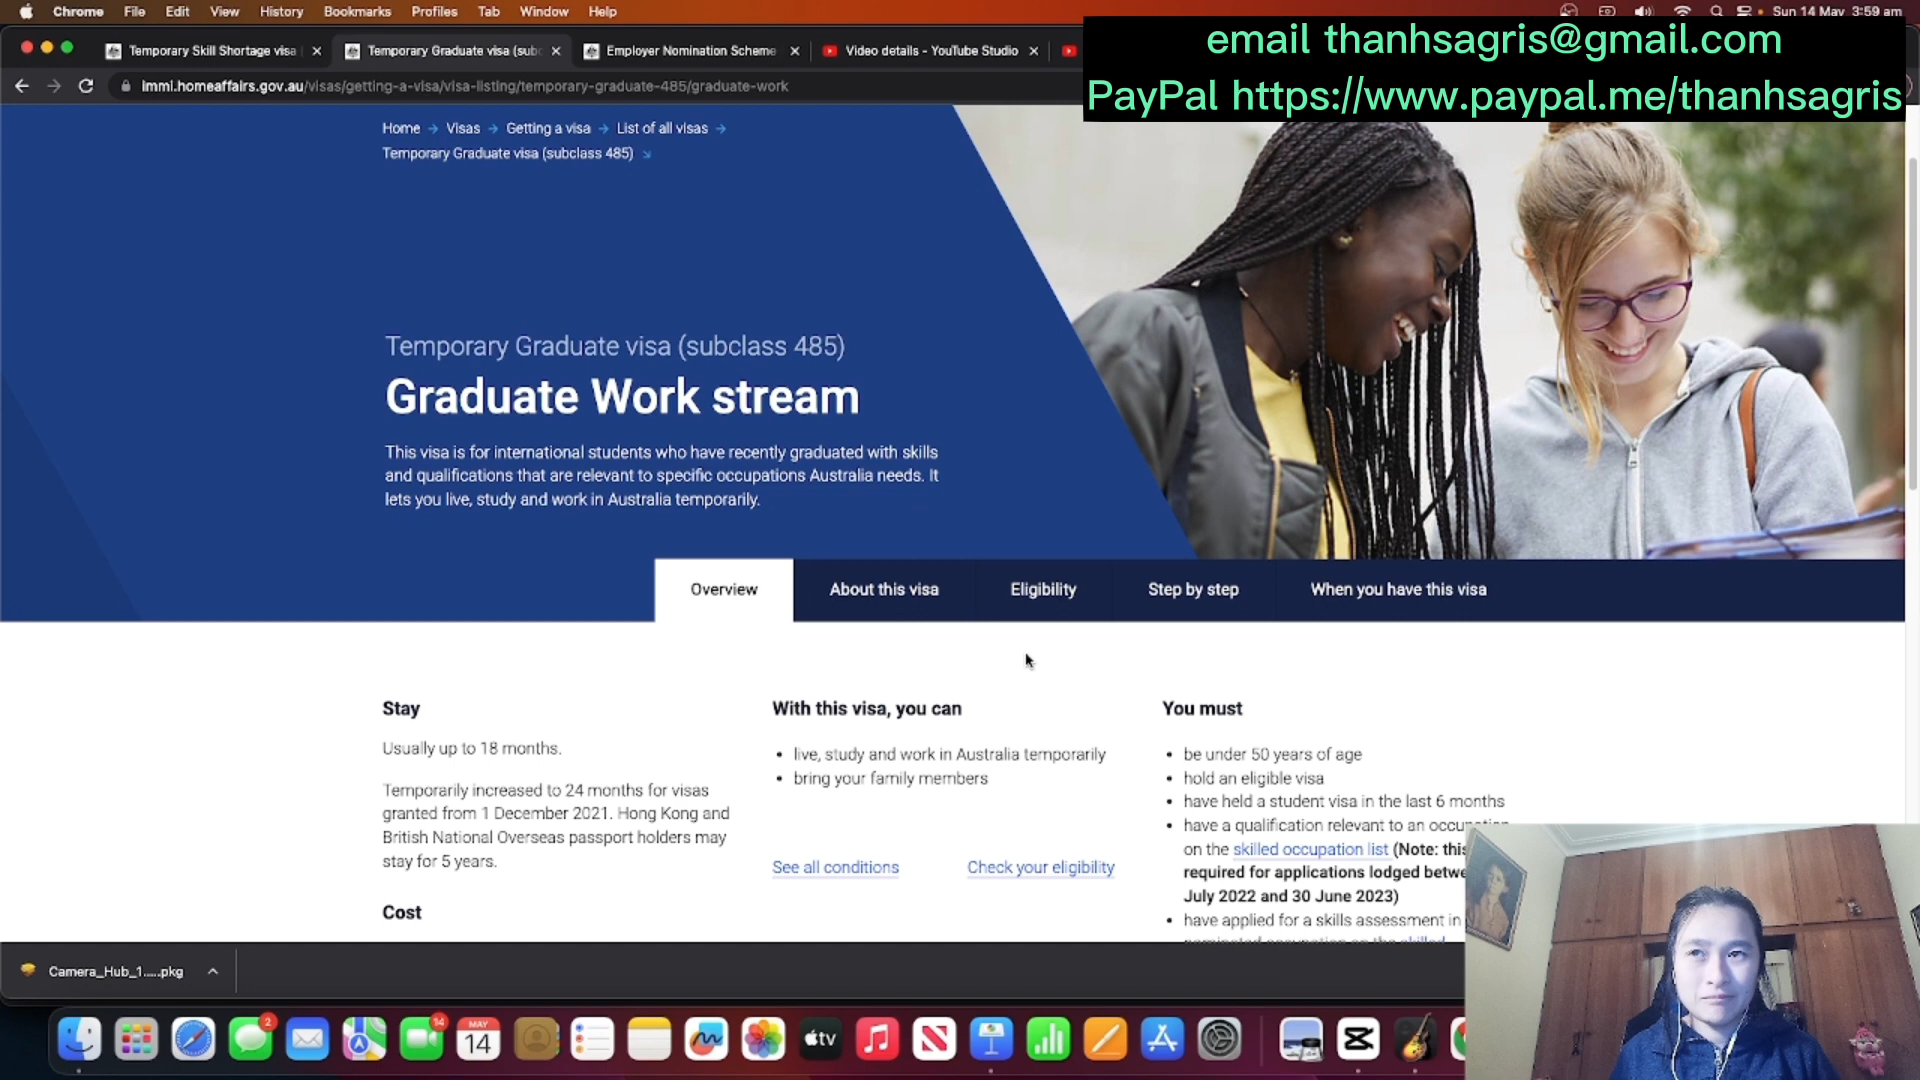 Chrome File Edit View History Bookmarks Profiles Tab Window Help
Sun 14 May 3:59 am
email thanhsagris@gmail.com
PayPal https://www.paypal.me/thanhsagris
Temporary Skill Shortage visa
Temporary Graduate visa (sub
Employer Nomination Scheme
Video details - YouTube Studio
immi.homeaffairs.gov.au/visas/getting-a-visa/visa-listing/temporary-graduate-485/graduate-work
Home → Visas → Getting a visa → List of all visas →
Temporary Graduate visa (subclass 485)
Temporary Graduate visa (subclass 485)
Graduate Work stream
This visa is for international students who have recently graduated with skills
and qualifications that are relevant to specific occupations Australia needs. It
lets you live, study and work in Australia temporarily.
Overview About this visa Eligibility Step by step When you have this visa
Stay
Usually up to 18 months.
Temporarily increased to 24 months for visas
granted from 1 December 2021. Hong Kong and
British National Overseas passport holders may
stay for 5 years.
Cost
With this visa, you can
• live, study and work in Australia temporarily
• bring your family members
See all conditions Check your eligibility
You must
• be under 50 years of age
• hold an eligible visa
• have held a student visa in the last 6 months
• have a qualification relevant to an
on the skilled occupation list (Note: this
required for applications lodged
July 2022 and 30 June 2023)
• have applied for a skills assessment in
Camera_Hub_1.....pkg
2
14
MAY
14
tv